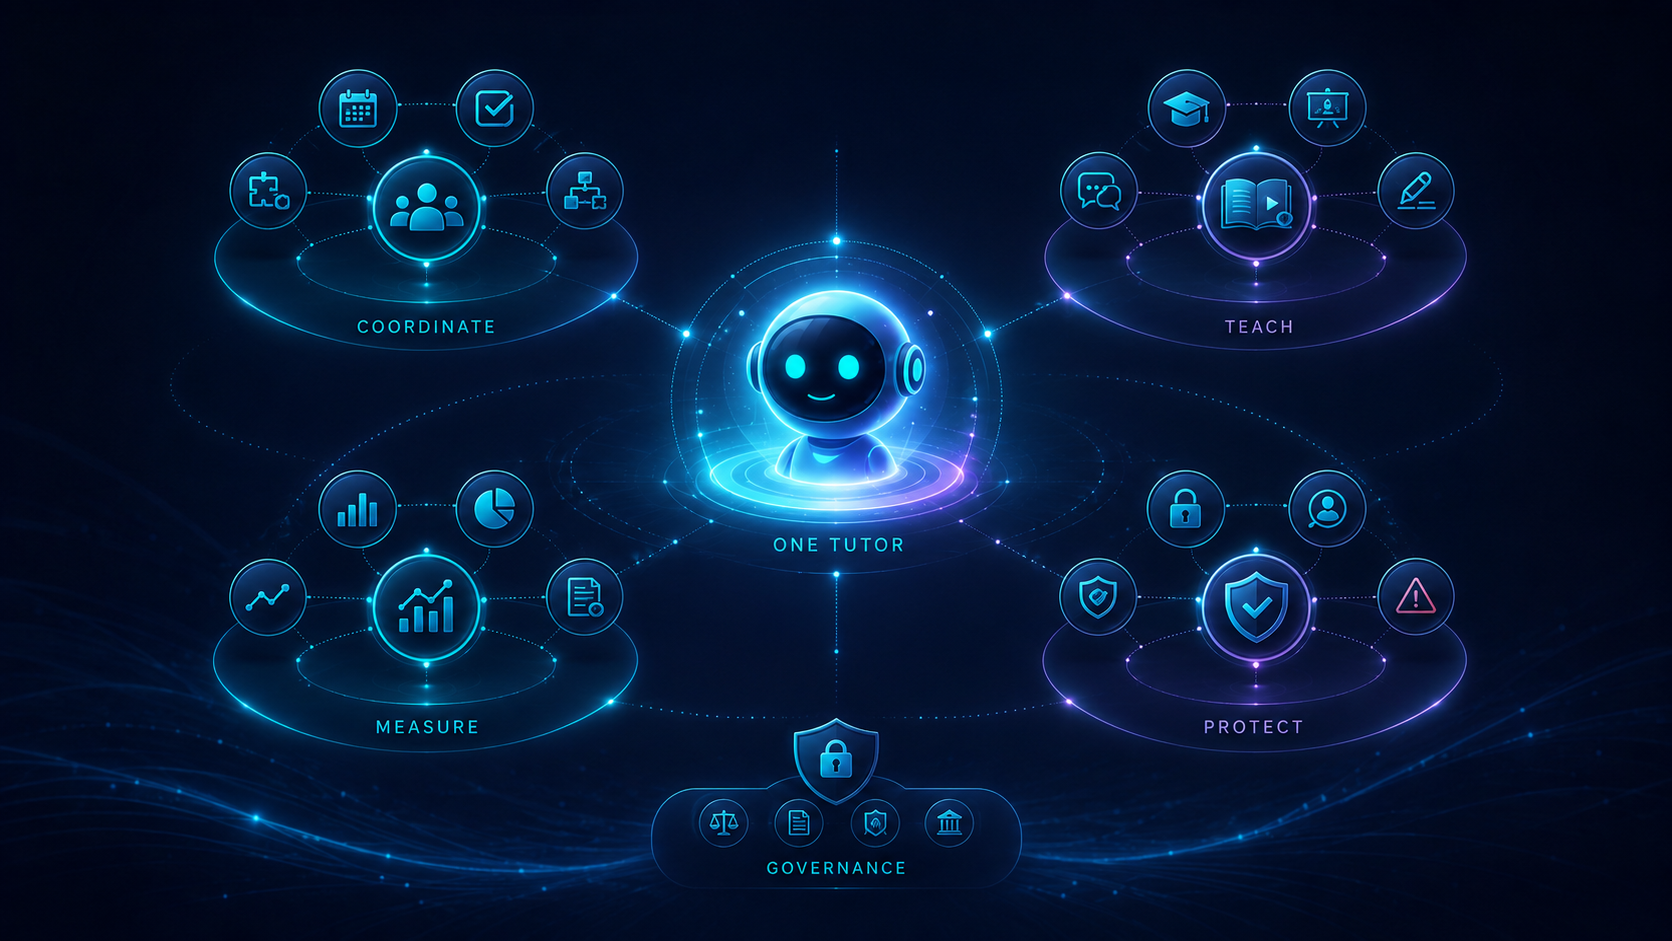 COORDINATE
TEACH
ONE TUTOR
MEASURE
PROTECT
GOVERNANCE